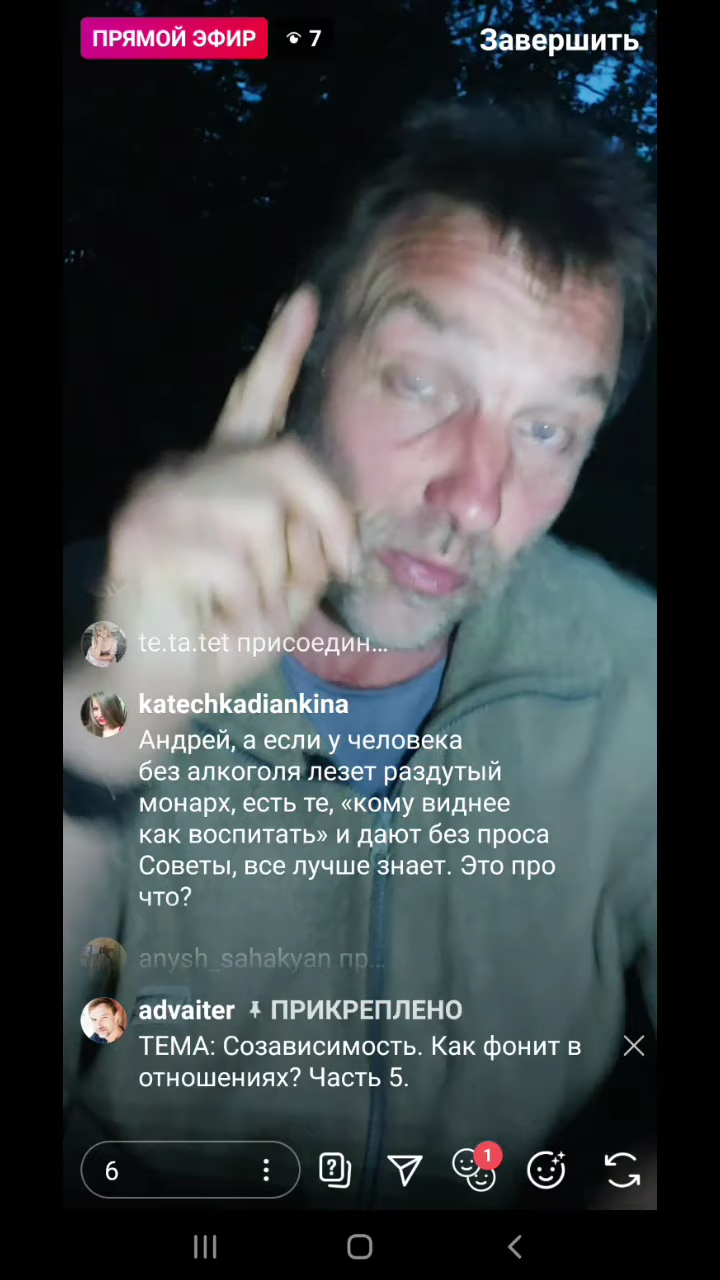 ПРЯМОЙ ЭФИР
7
Завершить
te.ta.tet присоедин...
katechkadiankina
Андрей, а если у человека
без алкоголя лезет раздутый
монарх, есть те, «кому виднее
как воспитать» и дают без проса
Советы, все лучше знает. Это про
что?
anysh_sahakyan пр...
advaiter ПРИКРЕПЛЕНО
ТЕМА: Созависимость. Как фонит в
отношениях? Часть 5.
6
1